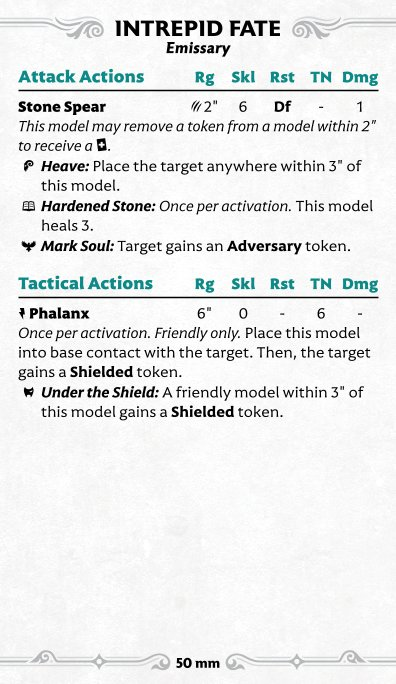 INTREPID FATE
Emissary
Attack Actions Rg Skl Rst TN Dmg
Stone Spear 2" 6 Df - 1
This model may remove a token from a model within 2"
to receive a .
Heave: Place the target anywhere within 3" of
this model.
Hardened Stone: Once per activation. This model
heals 3.
Mark Soul: Target gains an Adversary token.
Tactical Actions Rg Skl Rst TN Dmg
Phalanx 6" 0 - 6 -
Once per activation. Friendly only. Place this model
into base contact with the target. Then, the target
gains a Shielded token.
Under the Shield: A friendly model within 3" of
this model gains a Shielded token.
50 mm